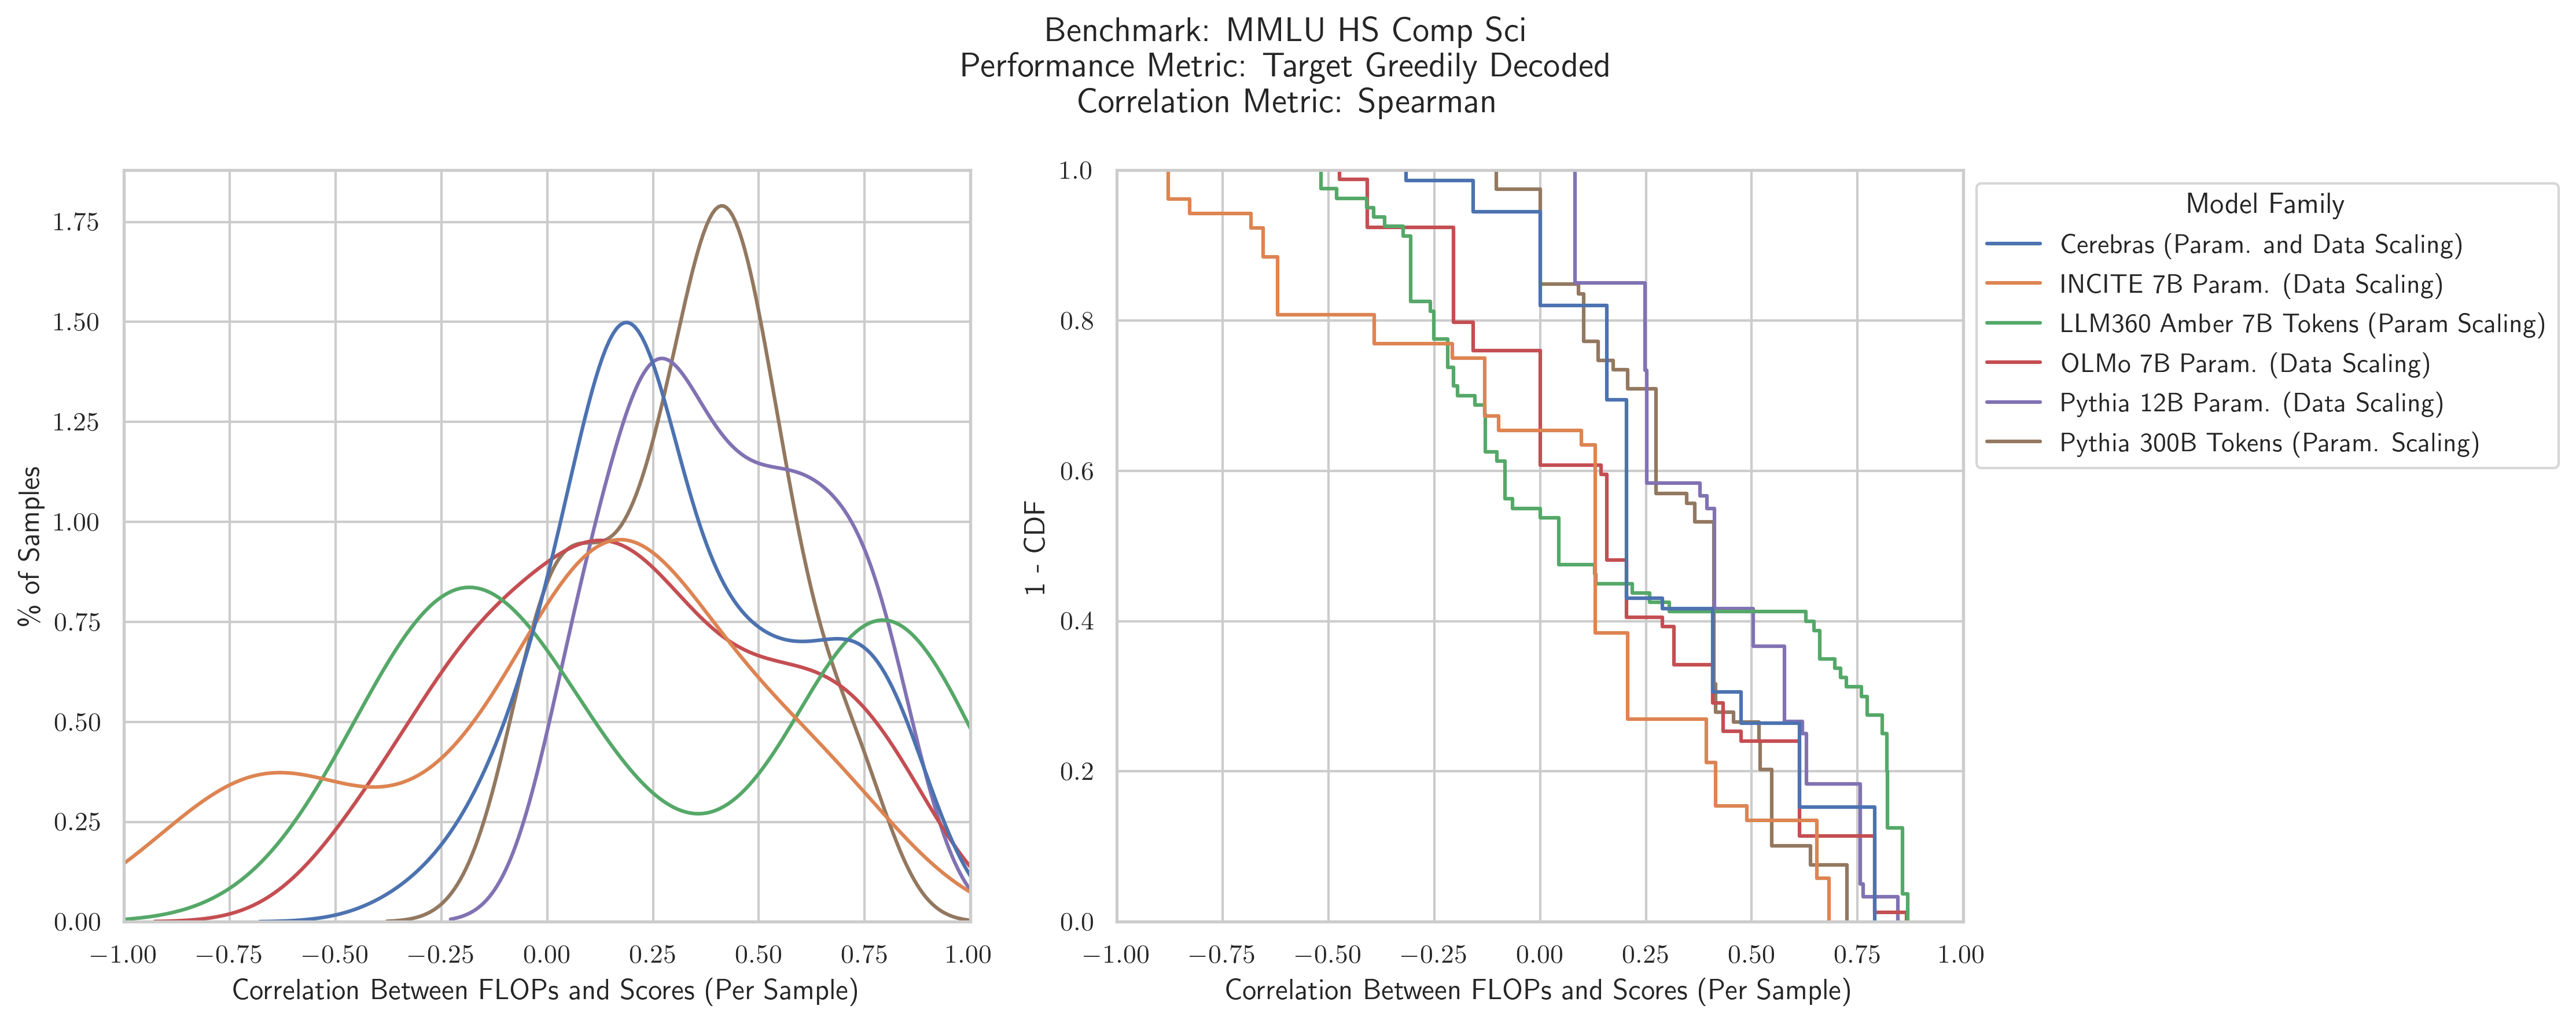 Benchmark: MMLU HS Comp Sci
Performance Metric: Target Greedily Decoded
Correlation Metric: Spearman
% of Samples
1.75
1.50
1.25
1.00
0.75
0.50
0.25
0.00
−1.00 −0.75 −0.50 −0.25 0.00 0.25 0.50 0.75 1.00
Correlation Between FLOPs and Scores (Per Sample)
1 - CDF
1.0
0.8
0.6
0.4
0.2
0.0
−1.00 −0.75 −0.50 −0.25 0.00 0.25 0.50 0.75 1.00
Correlation Between FLOPs and Scores (Per Sample)
Model Family
Cerebras (Param. and Data Scaling)
INCITE 7B Param. (Data Scaling)
LLM360 Amber 7B Tokens (Param Scaling)
OLMo 7B Param. (Data Scaling)
Pythia 12B Param. (Data Scaling)
Pythia 300B Tokens (Param. Scaling)